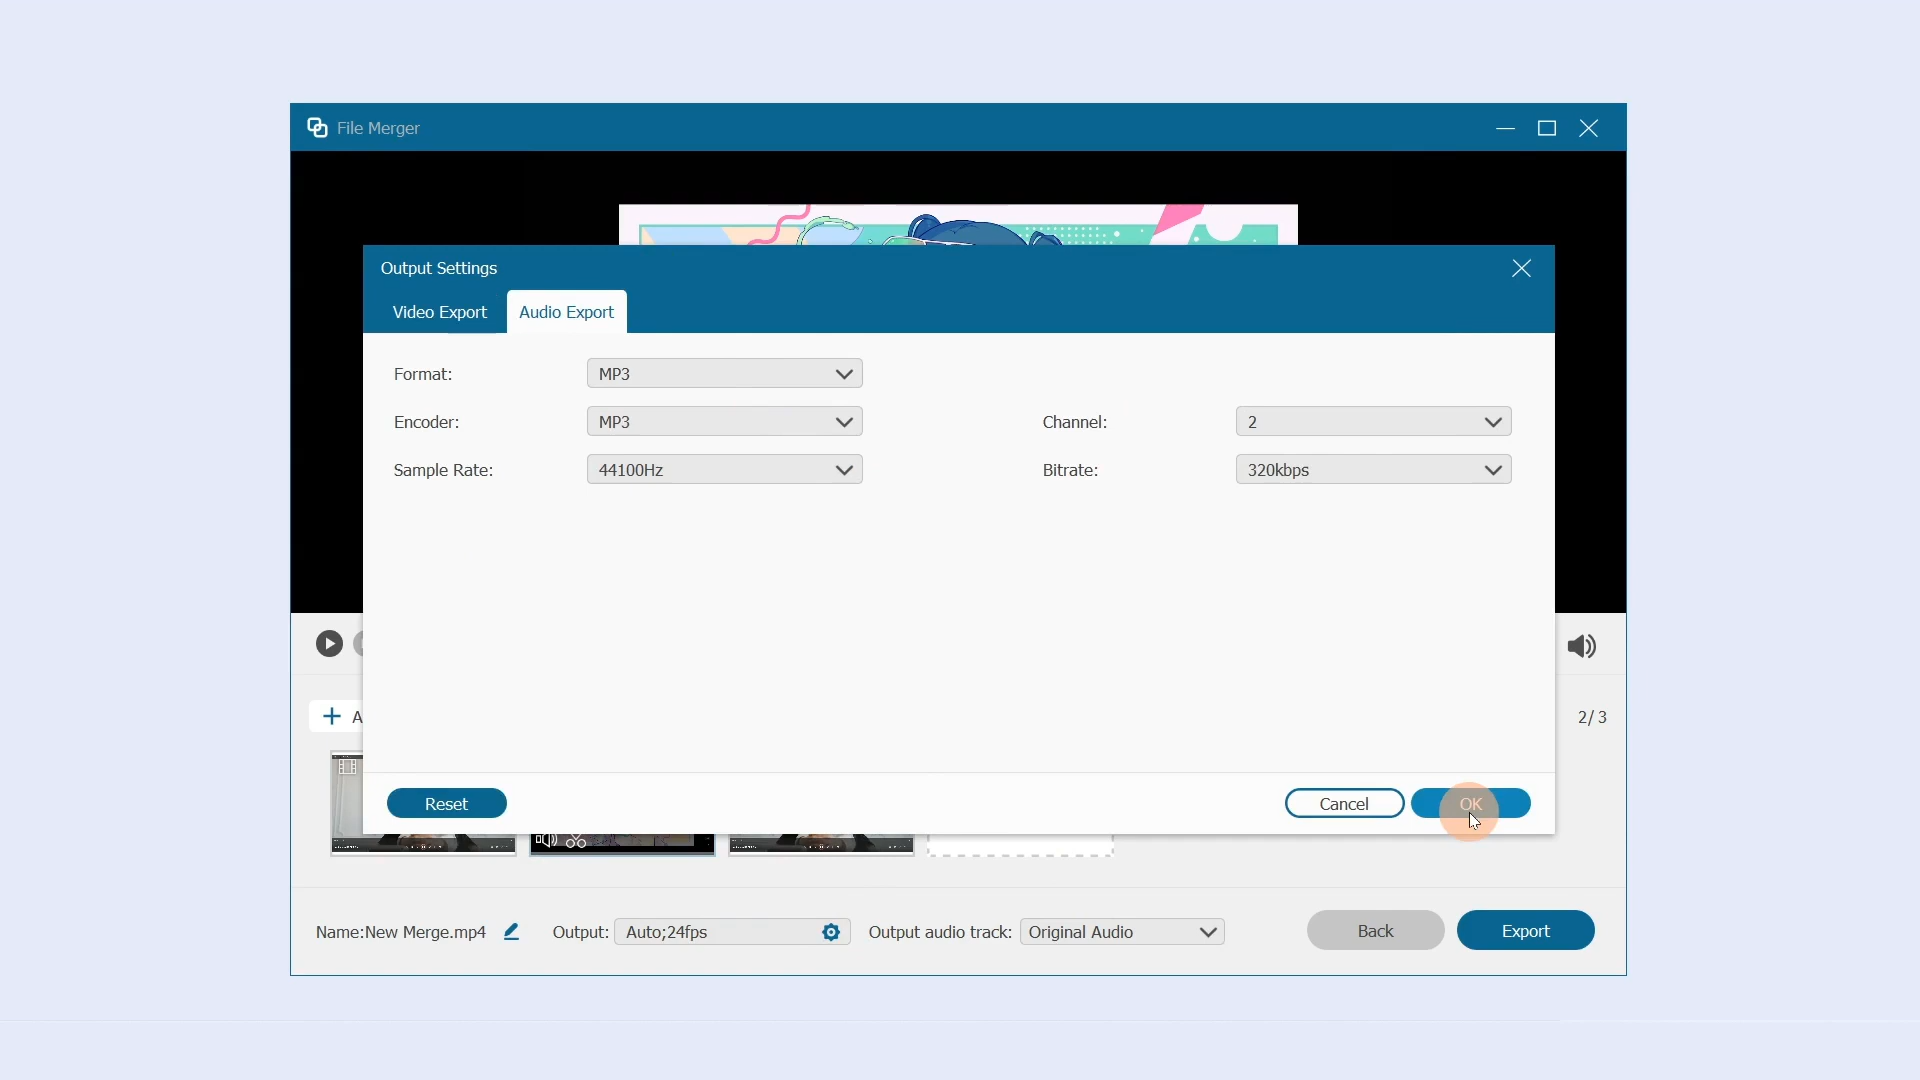 File Merger
Output Settings
Video Export Audio Export
Format: MP3
Encoder: MP3 Channel: 2
Sample Rate: 44100Hz Bitrate: 320kbps
2/ 3
Reset Cancel OK
Name:New Merge.mp4 Output: Auto;24fps Output audio track: Original Audio Back Export